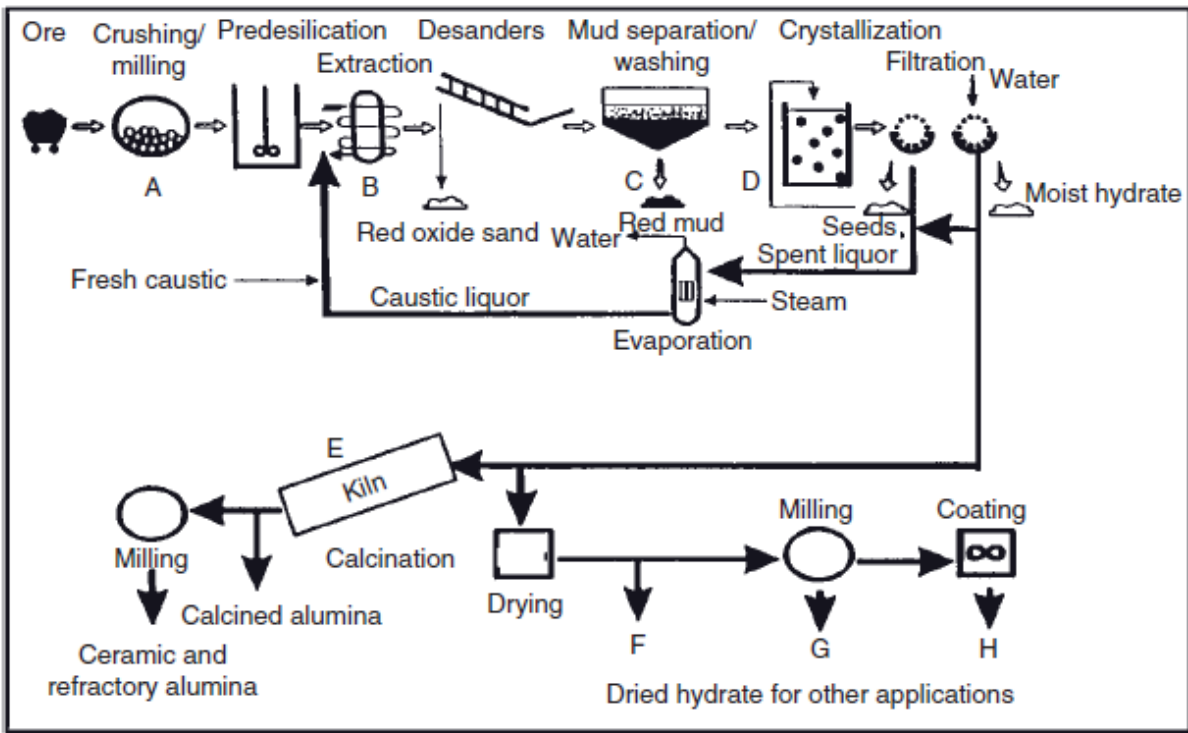 Ore
Crushing/
milling
Predesilication
Extraction
Desanders
Mud separation/
washing
Crystallization
Filtration
Water
A
B
C
D
Red oxide sand
Red mud
Seeds
Moist hydrate
Water
Spent liquor
Fresh caustic
Caustic liquor
Steam
Evaporation
E
Kiln
Milling
Calcination
Calcined alumina
Ceramic and
refractory alumina
Drying
Milling
Coating
F
G
H
Dried hydrate for other applications